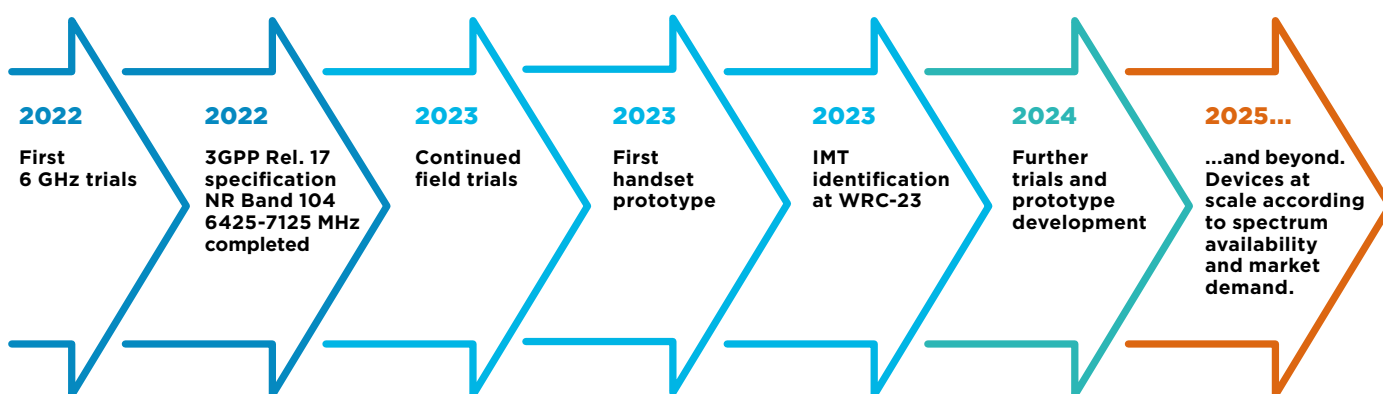 2022
First
6 GHz trials
2022
3GPP Rel. 17
specification
NR Band 104
6425-7125 MHz
completed
2023
Continued
field trials
2023
First
handset
prototype
2023
IMT
identification
at WRC-23
2024
Further
trials and
prototype
development
2025...
...and beyond.
Devices at
scale according
to spectrum
availability
and market
demand.